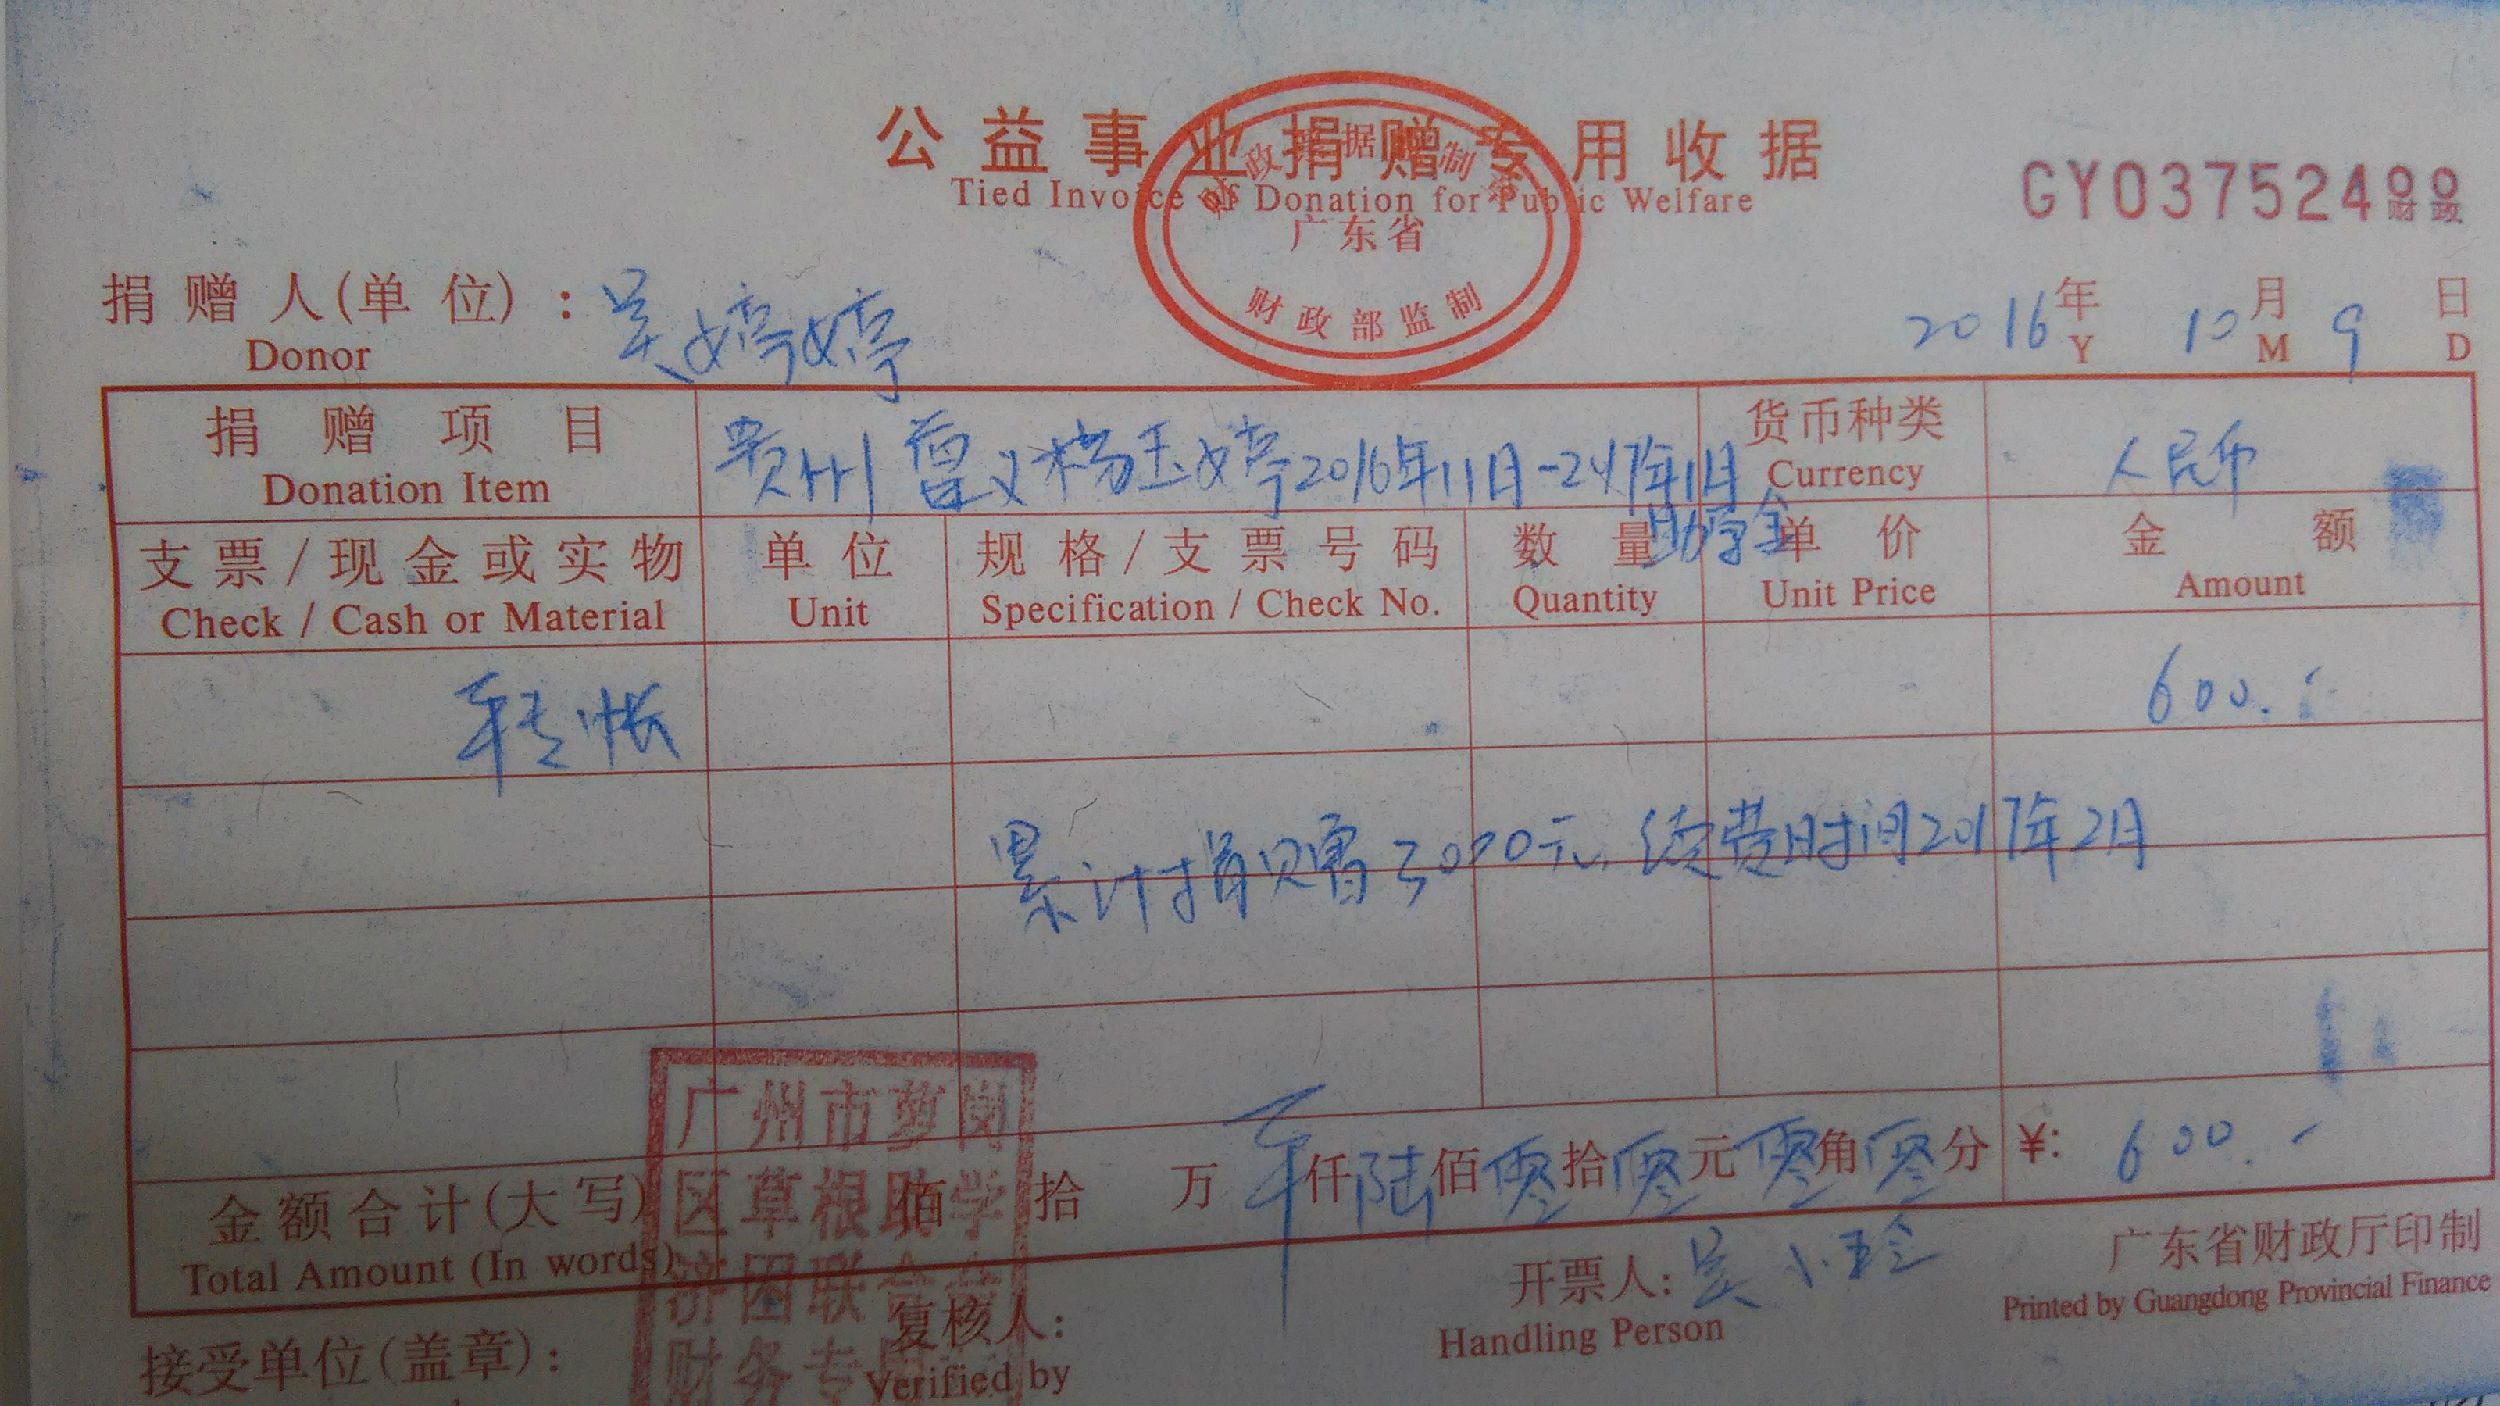 公益事业捐赠专用收据
Tied Invoice of Donation for Public Welfare
广东省
财政部监制
GY03752400
财政
捐赠人(单位):吴婷婷
Donor
2016年 10月 9日
Y M D
捐赠项目
Donation Item
贵州 杨玉婷2016年11月-2017年1月
助学金
货币种类
Currency
人民币
支票/现金或实物 单位 规格/支票号码 数量 单价 金额
Check / Cash or Material Unit Specification / Check No. Quantity Unit Price Amount
转帐 600.-
累计捐赠3000元, 续费时间2017年2月
金额合计(大写) 佰 拾 万 仟陆佰零拾零元零角零分 ¥: 600.-
Total Amount (In words)
广州市萝岗
区草根助学
济困联合会
财务专用
接受单位(盖章):
复核人:
Verified by
开票人:吴小玲
Handling Person
广东省财政厅印制
Printed by Guangdong Provincial Finance